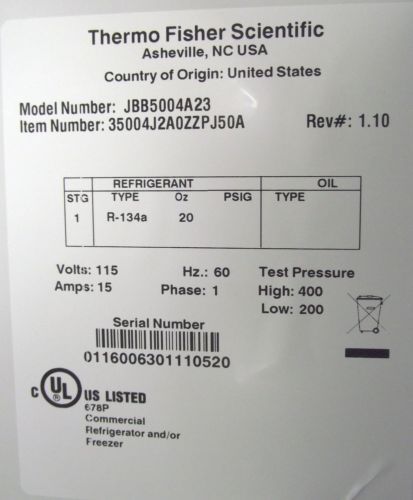 Thermo Fisher Scientific
Asheville, NC USA
Country of Origin: United States
Model Number: JBB5004A23
Item Number: 35004J2A0ZZPJ50A Rev#: 1.10
REFRIGERANT OIL
STG TYPE Oz PSIG TYPE
1 R-134a 20
Volts: 115 Hz.: 60 Test Pressure
Amps: 15 Phase: 1 High: 400
Low: 200
Serial Number
0116006301110520
C UL US LISTED
678P
Commercial
Refrigerator and/or
Freezer